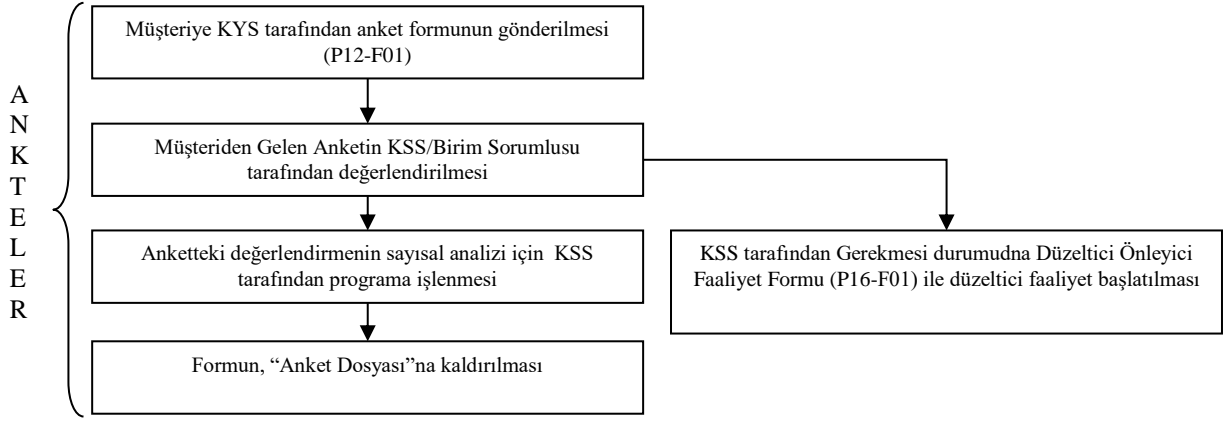 ANKTELER
Müşteriye KYS tarafından anket formunun gönderilmesi
(P12-F01)
Müşteriden Gelen Anketin KSS/Birim Sorumlusu
tarafından değerlendirilmesi
Anketteki değerlendirmenin sayısal analizi için KSS
tarafından programa işlenmesi
Formun, “Anket Dosyası”na kaldırılması
KSS tarafından Gerekmesi durumudna Düzeltici Önleyici
Faaliyet Formu (P16-F01) ile düzeltici faaliyet başlatılması